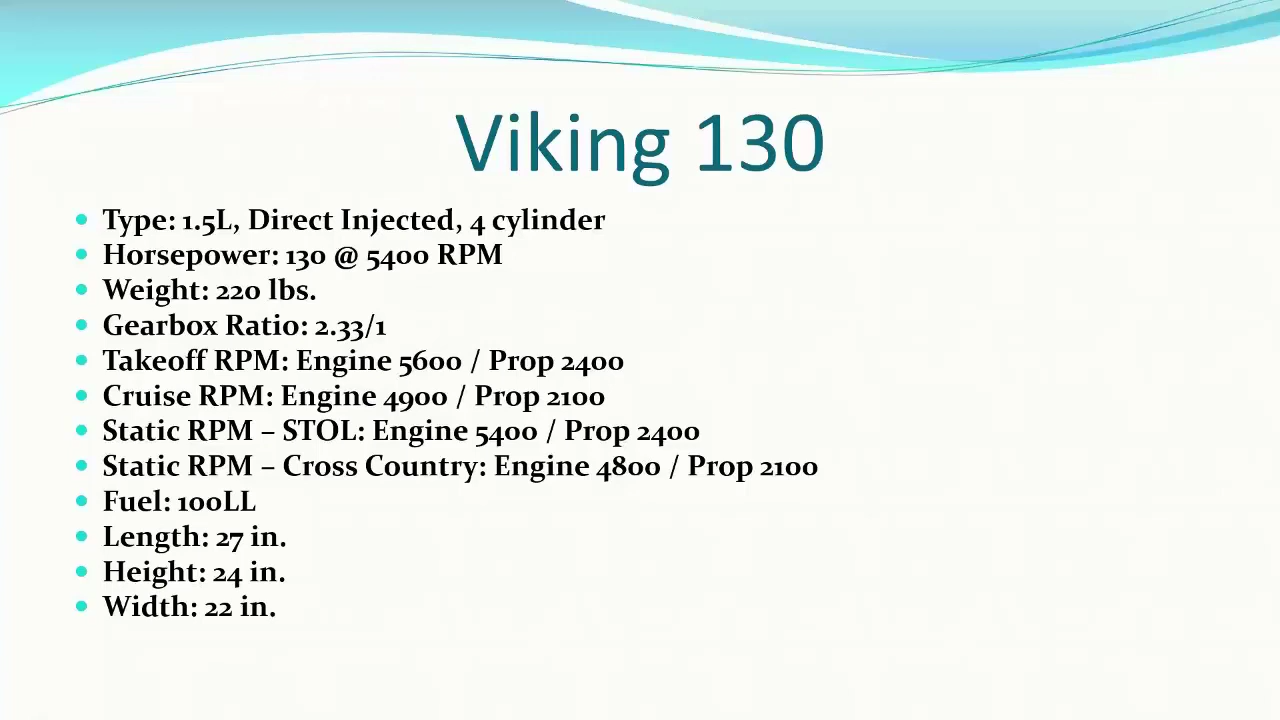 Viking 130
• Type: 1.5L, Direct Injected, 4 cylinder
• Horsepower: 130 @ 5400 RPM
• Weight: 220 lbs.
• Gearbox Ratio: 2.33/1
• Takeoff RPM: Engine 5600 / Prop 2400
• Cruise RPM: Engine 4900 / Prop 2100
• Static RPM – STOL: Engine 5400 / Prop 2400
• Static RPM – Cross Country: Engine 4800 / Prop 2100
• Fuel: 100LL
• Length: 27 in.
• Height: 24 in.
• Width: 22 in.